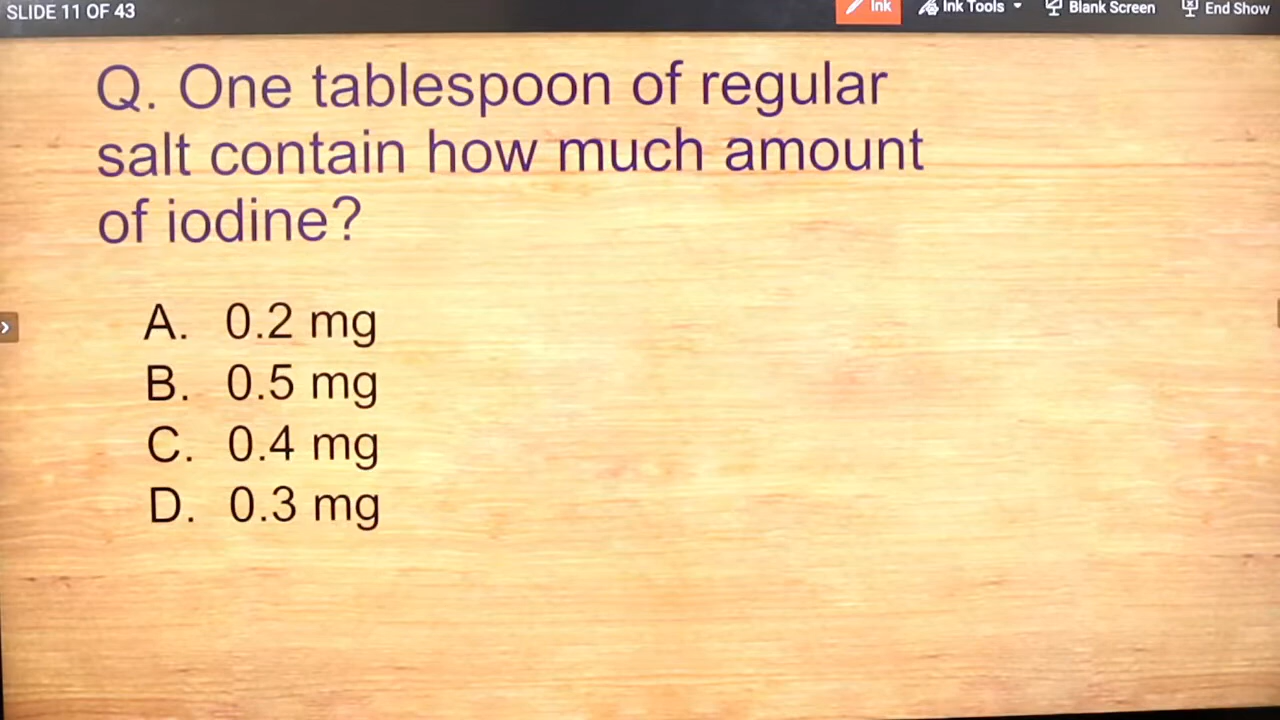 SLIDE 11 OF 43
Ink Ink Tools Blank Screen End Show
Q. One tablespoon of regular
salt contain how much amount
of iodine?
A. 0.2 mg
B. 0.5 mg
C. 0.4 mg
D. 0.3 mg